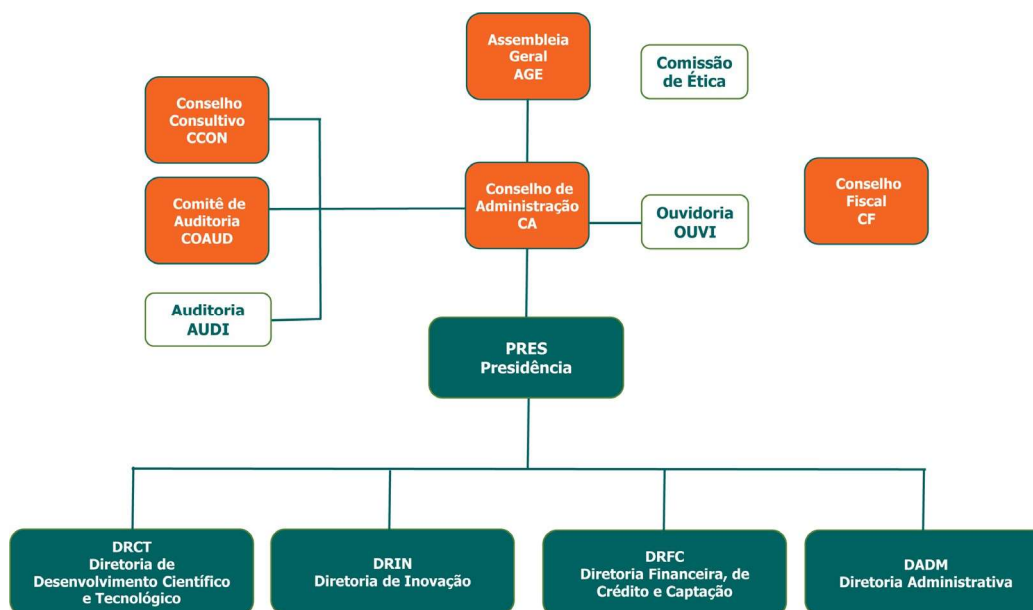 Assembleia
Geral
AGE
Comissão
de Ética
Conselho
Consultivo
CCON
Comitê de
Auditoria
COAUD
Conselho de
Administração
CA
Ouvidoria
OUVI
Conselho
Fiscal
CF
Auditoria
AUDI
PRES
Presidência
DRCT
Diretoria de
Desenvolvimento Científico
e Tecnológico
DRIN
Diretoria de Inovação
DRFC
Diretoria Financeira, de
Crédito e Captação
DADM
Diretoria Administrativa